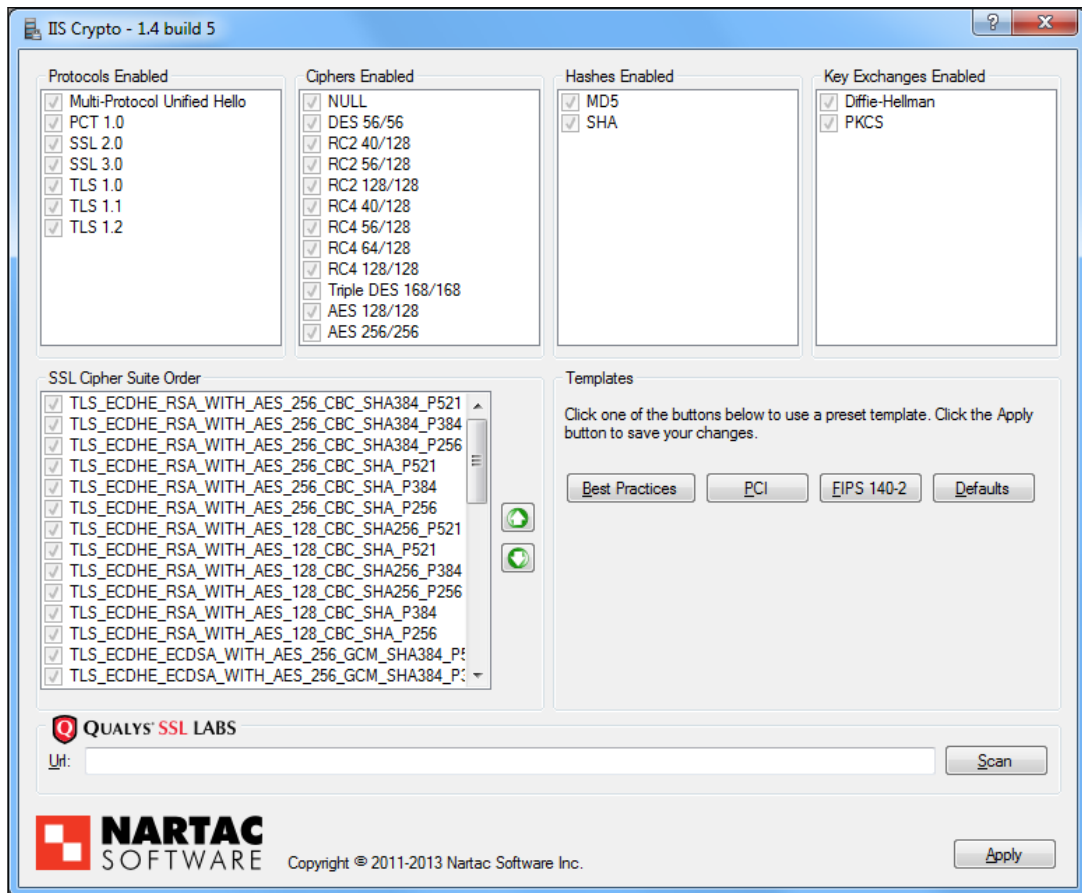 IIS Crypto - 1.4 build 5
Protocols Enabled
Multi-Protocol Unified Hello
PCT 1.0
SSL 2.0
SSL 3.0
TLS 1.0
TLS 1.1
TLS 1.2
Ciphers Enabled
NULL
DES 56/56
RC2 40/128
RC2 56/128
RC2 128/128
RC4 40/128
RC4 56/128
RC4 64/128
RC4 128/128
Triple DES 168/168
AES 128/128
AES 256/256
Hashes Enabled
MD5
SHA
Key Exchanges Enabled
Diffie-Hellman
PKCS
SSL Cipher Suite Order
TLS_ECDHE_RSA_WITH_AES_256_CBC_SHA384_P521
TLS_ECDHE_RSA_WITH_AES_256_CBC_SHA384_P384
TLS_ECDHE_RSA_WITH_AES_256_CBC_SHA384_P256
TLS_ECDHE_RSA_WITH_AES_256_CBC_SHA_P521
TLS_ECDHE_RSA_WITH_AES_256_CBC_SHA_P384
TLS_ECDHE_RSA_WITH_AES_256_CBC_SHA_P256
TLS_ECDHE_RSA_WITH_AES_128_CBC_SHA256_P521
TLS_ECDHE_RSA_WITH_AES_128_CBC_SHA_P521
TLS_ECDHE_RSA_WITH_AES_128_CBC_SHA256_P384
TLS_ECDHE_RSA_WITH_AES_128_CBC_SHA256_P256
TLS_ECDHE_RSA_WITH_AES_128_CBC_SHA_P384
TLS_ECDHE_RSA_WITH_AES_128_CBC_SHA_P256
TLS_ECDHE_ECDSA_WITH_AES_256_GCM_SHA384_P5
TLS_ECDHE_ECDSA_WITH_AES_256_GCM_SHA384_P3
Templates
Click one of the buttons below to use a preset template. Click the Apply
button to save your changes.
Best Practices
PCI
FIPS 140-2
Defaults
Q QUALYS' SSL LABS
Url:
Scan
NARTAC
SOFTWARE
Copyright © 2011-2013 Nartac Software Inc.
Apply